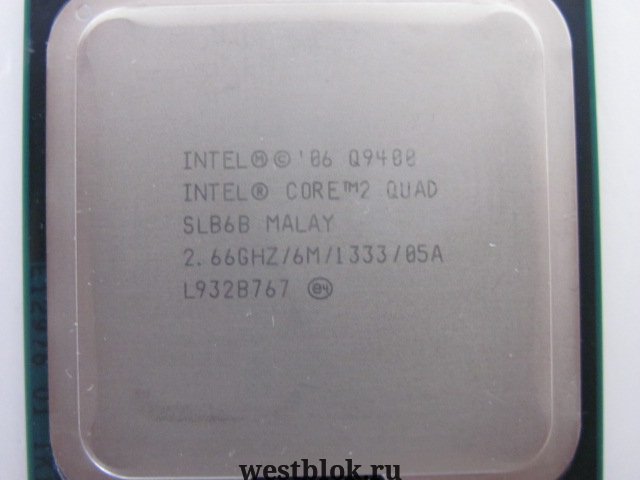 INTEL Ⓜ © '06 Q9400
INTEL® CORE™2 QUAD
SLB6B MALAY
2.66GHZ/6M/1333/05A
L932B767 e4
westblok.ru